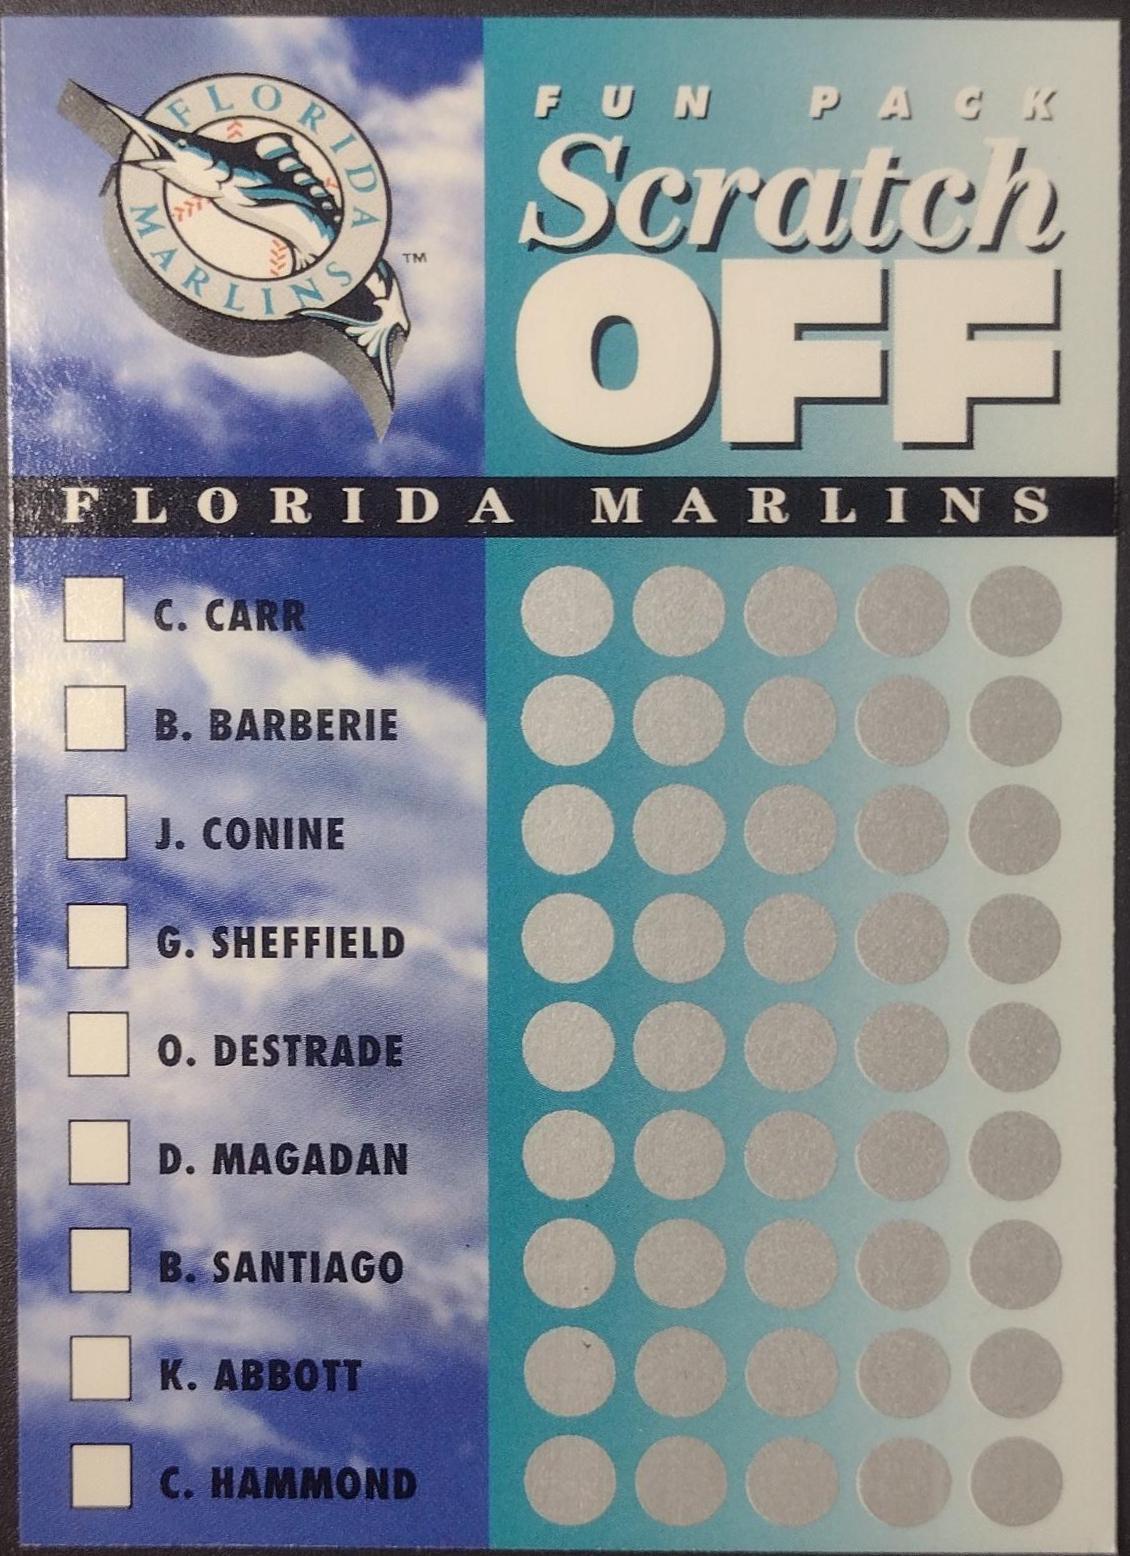 FLORIDA
MARLINS
TM
FUN PACK
Scratch
OFF
FLORIDA MARLINS
C. CARR
B. BARBERIE
J. CONINE
G. SHEFFIELD
O. DESTRADE
D. MAGADAN
B. SANTIAGO
K. ABBOTT
C. HAMMOND